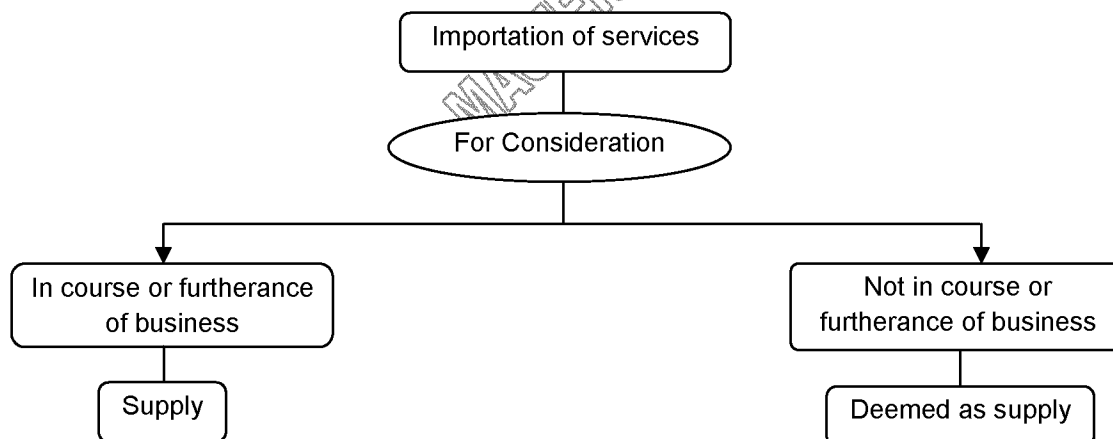 Importation of services
For Consideration
In course or furtherance
of business
Not in course or
furtherance of business
Supply
Deemed as supply